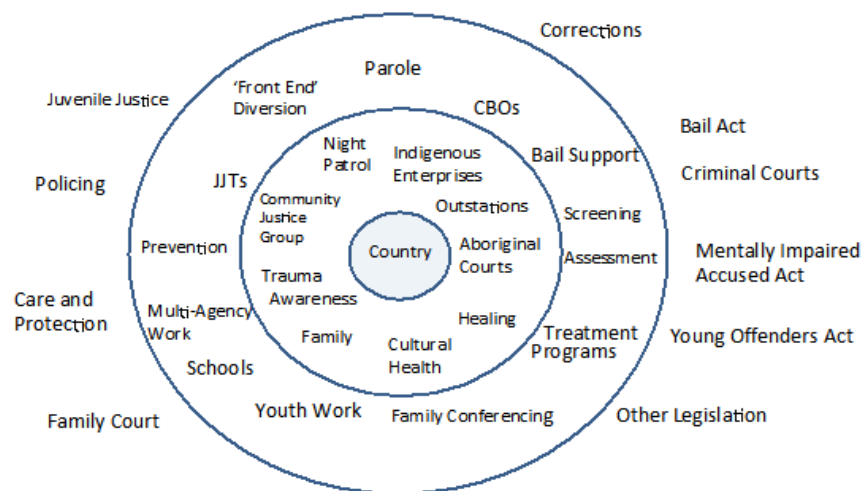 Corrections
Parole
'Front End'
Diversion
Juvenile Justice
CBOs
Bail Act
Night
Patrol
Indigenous
Enterprises
Bail Support
Criminal Courts
Policing
JJTs
Community
Justice
Group
Outstations
Screening
Prevention
Country
Aboriginal
Courts
Assessment
Mentally Impaired
Accused Act
Trauma
Awareness
Care and
Protection
Multi-Agency
Work
Healing
Family
Cultural
Health
Treatment
Programs
Young Offenders Act
Schools
Youth Work
Family Conferencing
Other Legislation
Family Court